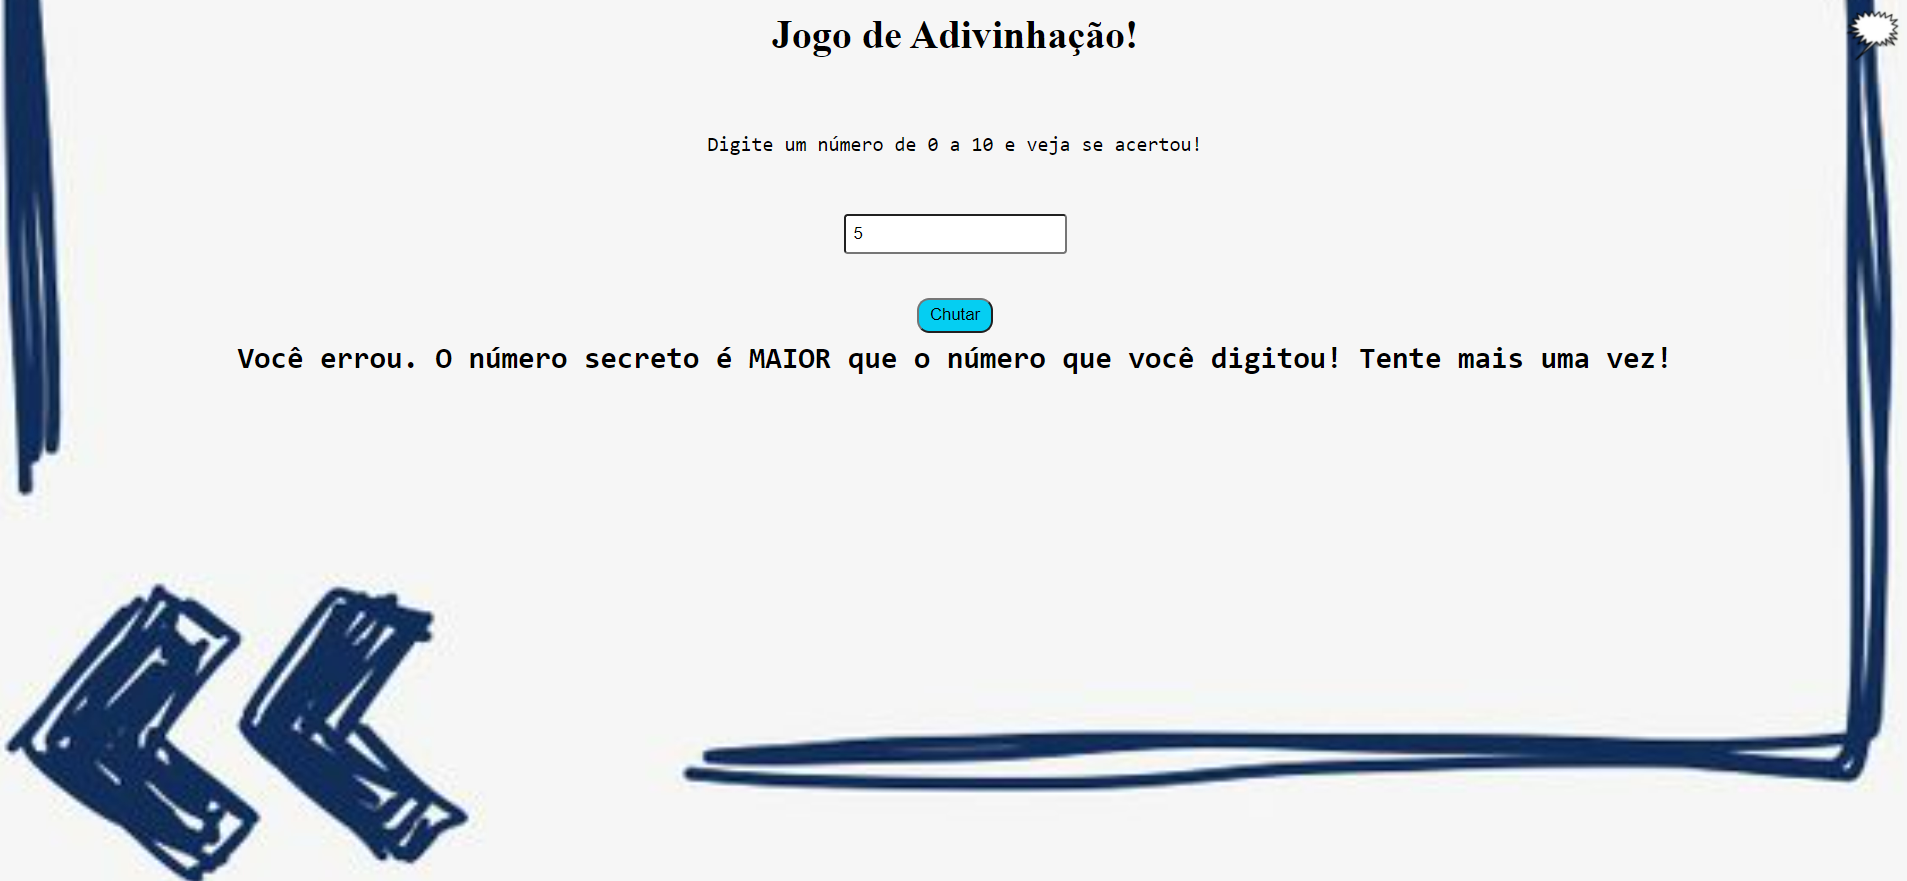 Jogo de Adivinhação!
Digite um número de 0 a 10 e veja se acertou!
5
Chutar
Você errou. O número secreto é MAIOR que o número que você digitou! Tente mais uma vez!